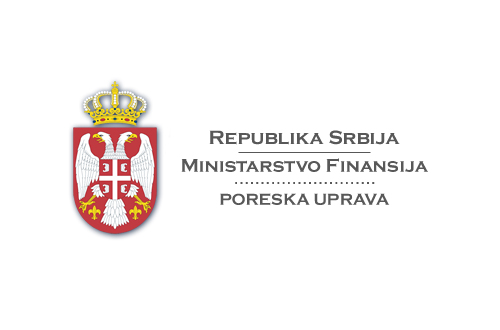 Republika Srbija
Ministarstvo Finansija
PORESKA UPRAVA